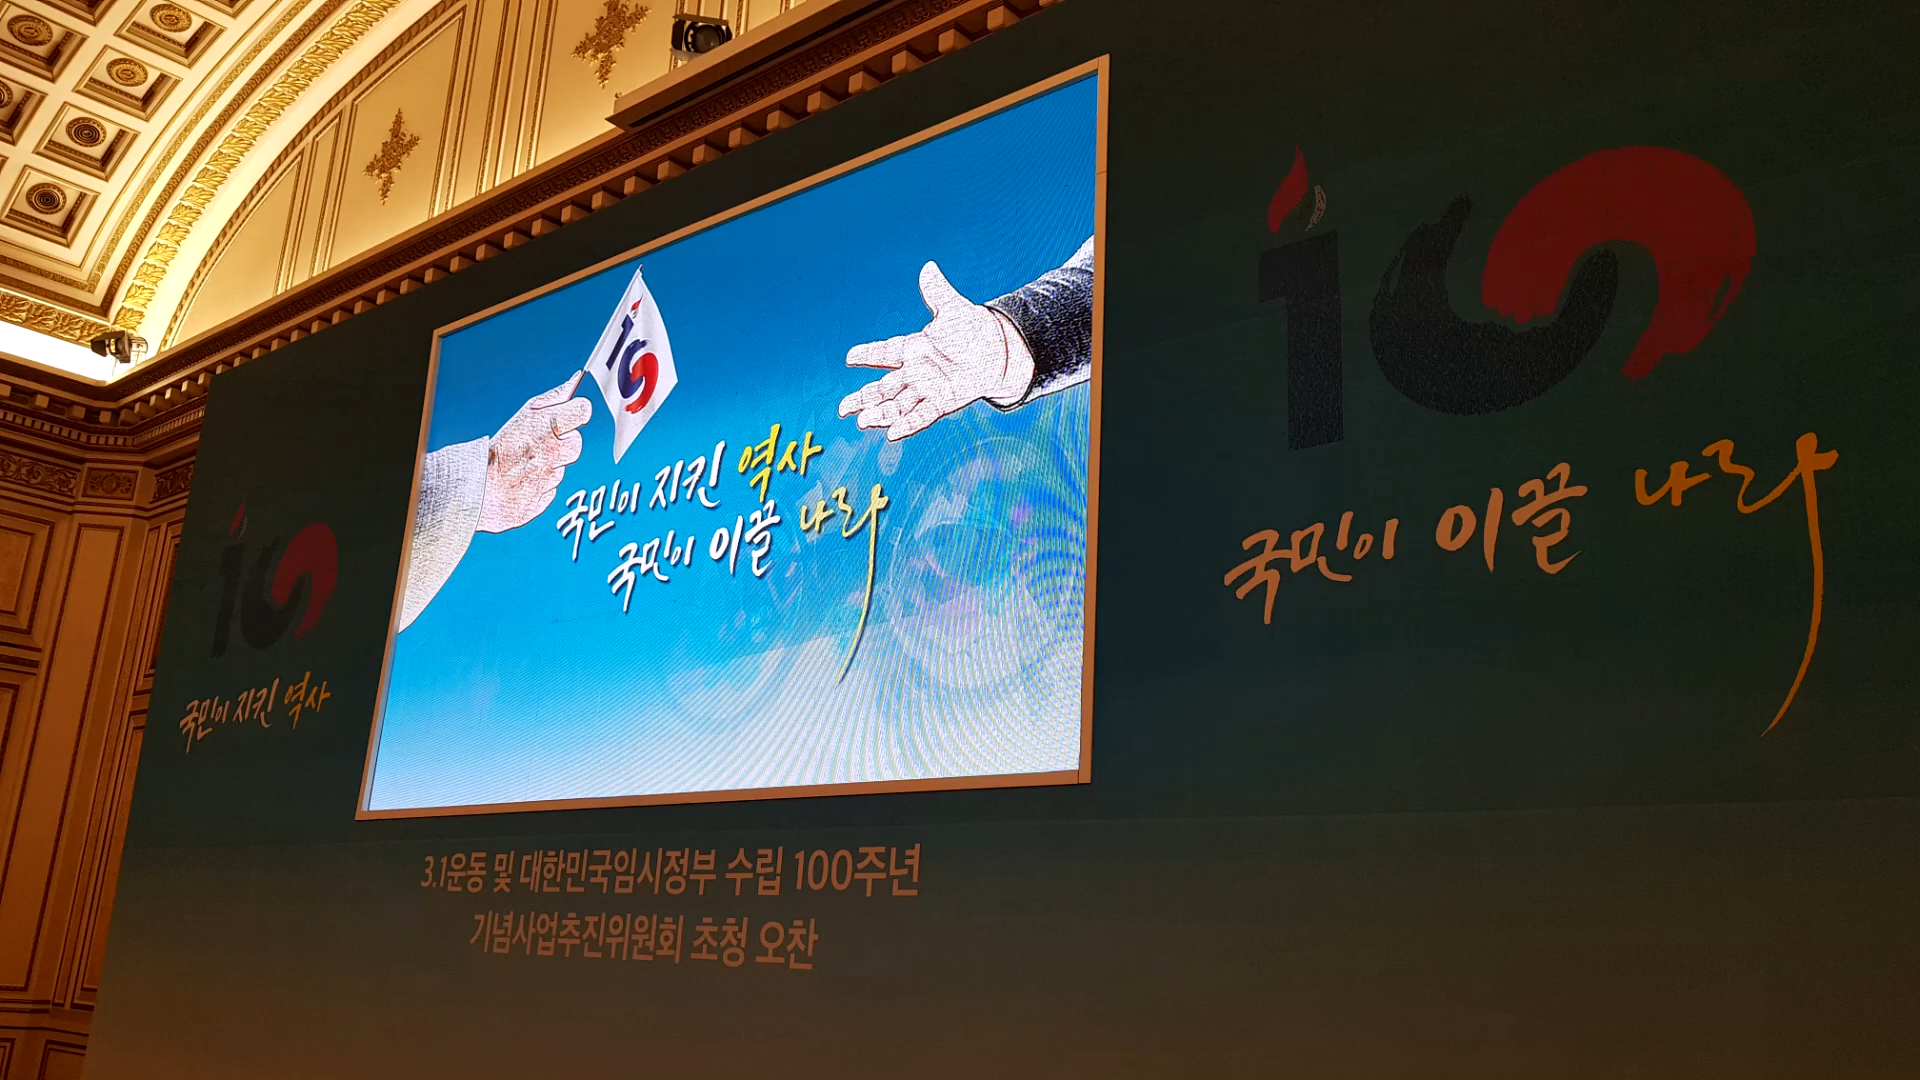 100
국민이 지킨 역사
100
국민이 지킨 역사
국민이 이끌 나라
100
국민이 이끌 나라
3.1운동 및 대한민국임시정부 수립 100주년
기념사업추진위원회 초청 오찬